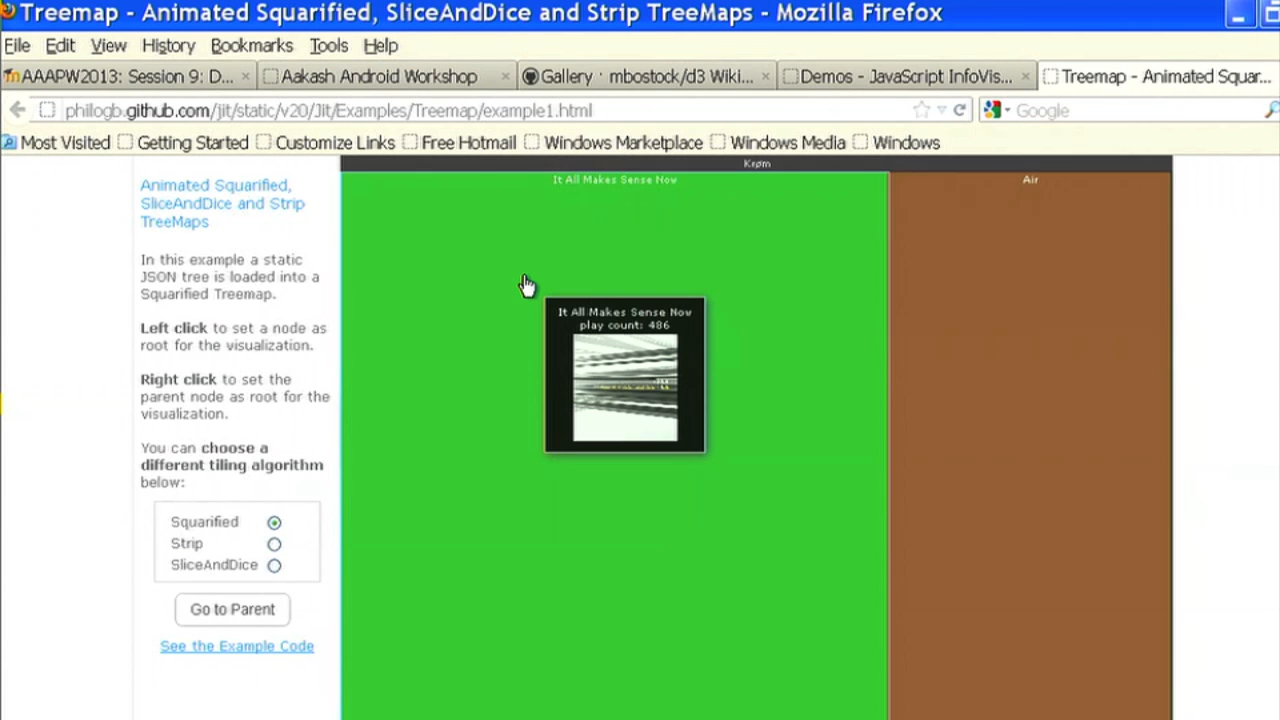 Treemap - Animated Squarified, SliceAndDice and Strip TreeMaps - Mozilla Firefox
File Edit View History Bookmarks Tools Help
AAAPW2013: Session 9: D... Aakash Android Workshop Gallery · mbostock/d3 Wiki... Demos - JavaScript InfoVis... Treemap - Animated Squar...
philogb.github.com/jit/static/v20/Jit/Examples/Treemap/example1.html Google
Most Visited Getting Started Customize Links Free Hotmail Windows Marketplace Windows Media Windows
Animated Squarified,
SliceAndDice and Strip
TreeMaps
In this example a static
JSON tree is loaded into a
Squarified Treemap.
Left click to set a node as
root for the visualization.
Right click to set the
parent node as root for the
visualization.
You can choose a
different tiling algorithm
below:
Squarified
Strip
SliceAndDice
Go to Parent
See the Example Code
Krøm
It All Makes Sense Now
Air
It All Makes Sense Now
play count: 486